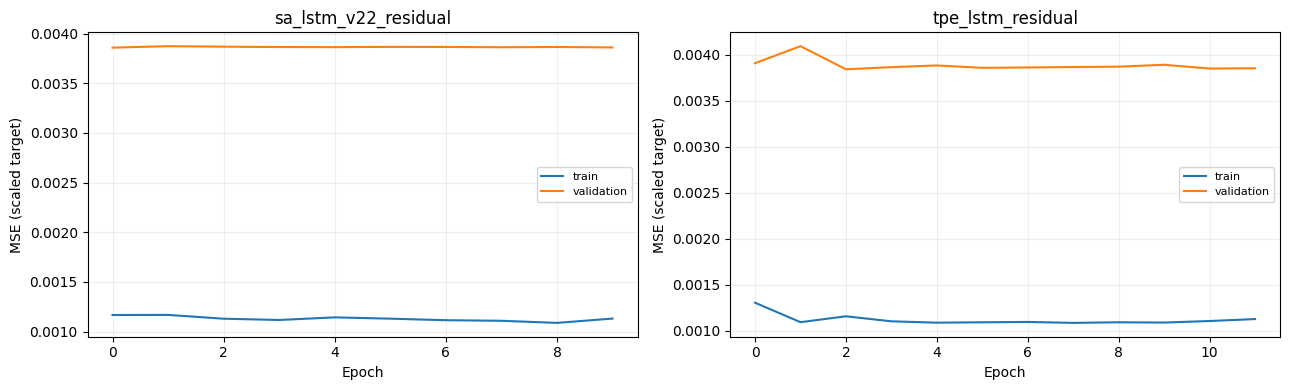 sa_lstm_v22_residual
MSE (scaled target)
0.0040
0.0035
0.0030
0.0025
0.0020
0.0015
0.0010
train
validation
0 2 4 6 8
Epoch
tpe_lstm_residual
MSE (scaled target)
0.0040
0.0035
0.0030
0.0025
0.0020
0.0015
0.0010
train
validation
0 2 4 6 8 10
Epoch